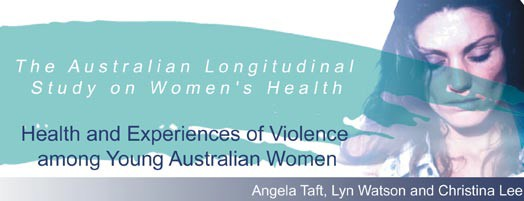 The Australian Longitudinal
Study on Women's Health
Health and Experiences of Violence
among Young Australian Women
Angela Taft, Lyn Watson and Christina Lee